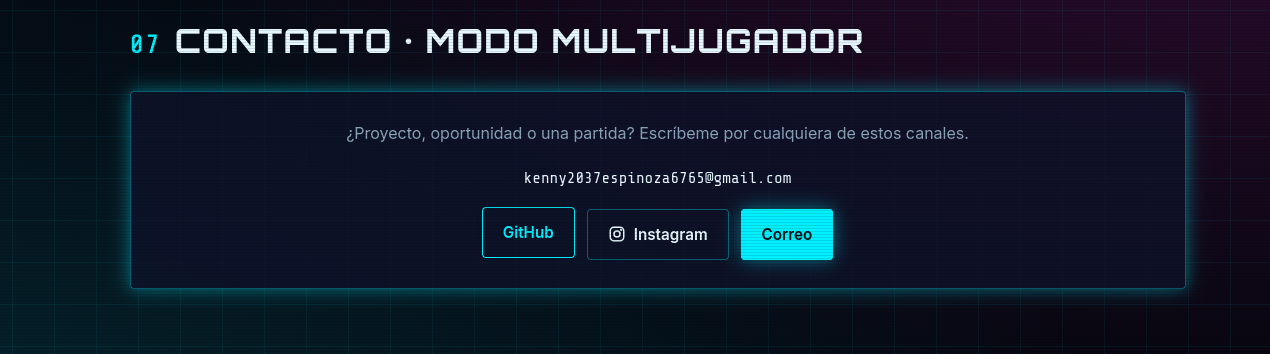 07 CONTACTO · MODO MULTIJUGADOR
¿Proyecto, oportunidad o una partida? Escríbeme por cualquiera de estos canales.
kenny2037espinoza6765@gmail.com
GitHub Instagram Correo